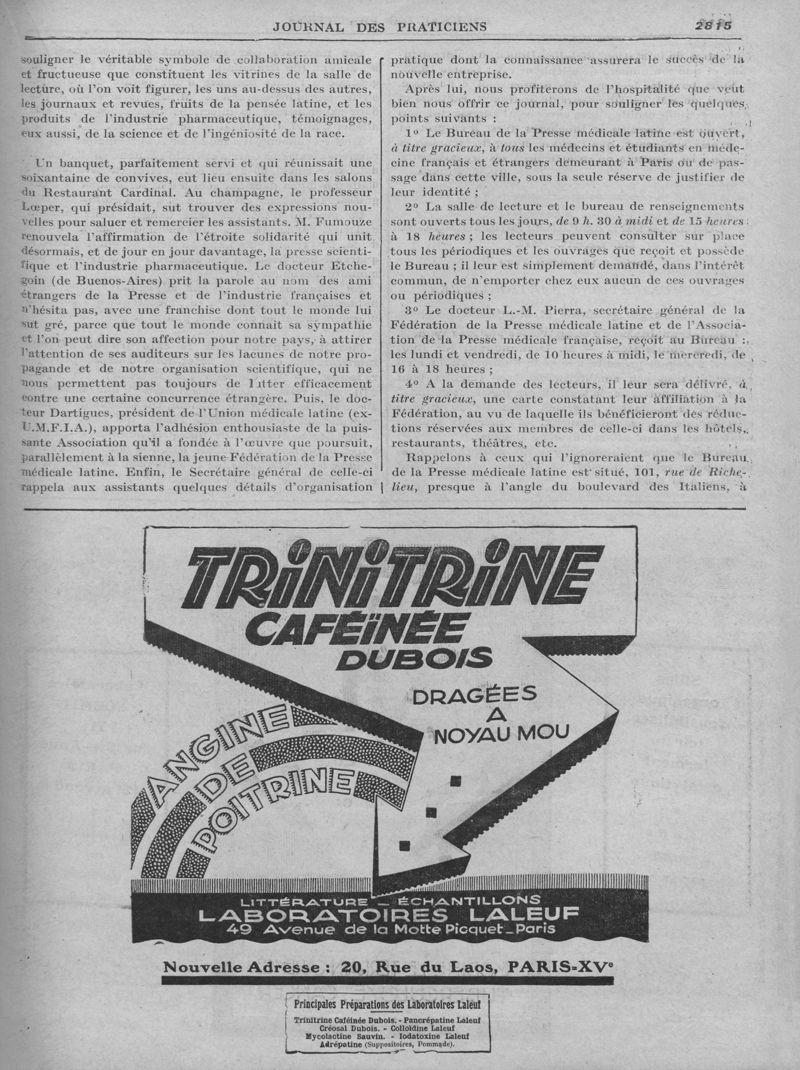 JOURNAL DES PRATICIENS
2815
souligner le véritable symbole de collaboration amicale
et fructueuse que constituent les vitrines de la salle de
lecture, où l'on voit figurer, les uns au-dessus des autres,
les journaux et revues, fruits de la pensée latine, et les
produits de l'industrie pharmaceutique, témoignages,
eux aussi, de la science et de l'ingéniosité de la race.
Un banquet, parfaitement servi et qui réunissait une
soixantaine de convives, eut lieu ensuite dans les salons
du Restaurant Cardinal. Au champagne, le professeur
Lœper, qui présidait, sut trouver des expressions nou-
velles pour saluer et remercier les assistants. M. Fumouze
renouvela l'affirmation de l'étroite solidarité qui unit
désormais, et de jour en jour davantage, la presse scienti-
fique et l'industrie pharmaceutique. Le docteur Etche-
goin (de Buenos-Aires) prit la parole au nom des ami
étrangers de la Presse et de l'industrie françaises et
n'hésita pas, avec une franchise dont tout le monde lui
sut gré, parce que tout le monde connait sa sympathie
et l'on peut dire son affection pour notre pays, à attirer
l'attention de ses auditeurs sur les lacunes de notre pro-
pagande et de notre organisation scientifique, qui ne
nous permettent pas toujours de lutter efficacement
contre une certaine concurrence étrangère. Puis, le doc-
teur Dartigues, président de l'Union médicale latine (ex-
U.M.F.I.A.), apporta l'adhésion enthousiaste de la puis-
sante Association qu'il a fondée à l'œuvre que poursuit,
parallèlement à la sienne, la jeune Fédération de la Presse
médicale latine. Enfin, le Secrétaire général de celle-ci
rappela aux assistants quelques détails d'organisation
pratique dont la connaissance assurera le succès de la
nouvelle entreprise.
Après lui, nous profiterons de l'hospitalité que veut
bien nous offrir ce journal, pour souligner les quelques
points suivants :
1º Le Bureau de la Presse médicale latine est ouvert,
à titre gracieux, à tous les médecins et étudiants en méde-
cine français et étrangers demeurant à Paris ou de pas-
sage dans cette ville, sous la seule réserve de justifier de
leur identité ;
2º La salle de lecture et le bureau de renseignements
sont ouverts tous les jours, de 9 h. 30 à midi et de 15 heures
à 18 heures ; les lecteurs peuvent consulter sur place
tous les périodiques et les ouvrages que reçoit et possède
le Bureau ; il leur est simplement demandé, dans l'intérêt
commun, de n'emporter chez eux aucun de ces ouvrages
ou périodiques ;
3º Le docteur L.-M. Pierra, secrétaire général de la
Fédération de la Presse médicale latine et de l'Associa-
tion de la Presse médicale française, reçoit au Bureau :
les lundi et vendredi, de 10 heures à midi, le mercredi, de
16 à 18 heures ;
4º A la demande des lecteurs, il leur sera délivré, à
titre gracieux, une carte constatant leur affiliation à la
Fédération, au vu de laquelle ils bénéficieront des réduc-
tions réservées aux membres de celle-ci dans les hôtels,
restaurants, théâtres, etc.
Rappelons à ceux qui l'ignoreraient que le Bureau
de la Presse médicale latine est situé, 101, rue de Riche-
lieu, presque à l'angle du boulevard des Italiens, à
TRINITRINE
CAFÉINÉE
DUBOIS
DRAGÉES
A
NOYAU MOU
ANGINE
DE
POITRINE
LITTÉRATURE _ ÉCHANTILLONS
LABORATOIRES LALEUF
49 Avenue de la Motte Picquet _ Paris
Nouvelle Adresse : 20, Rue du Laos, PARIS-XVe
Principales Préparations des Laboratoires Laleuf
Trinitrine Caféinée Dubois. - Pancrépatine Laleuf
Créosal Dubois. - Colloïdine Laleuf
Mycolactine Sauvin. - Iodatoxine Laleuf
Adrépatine (Suppositoires, Pommade).